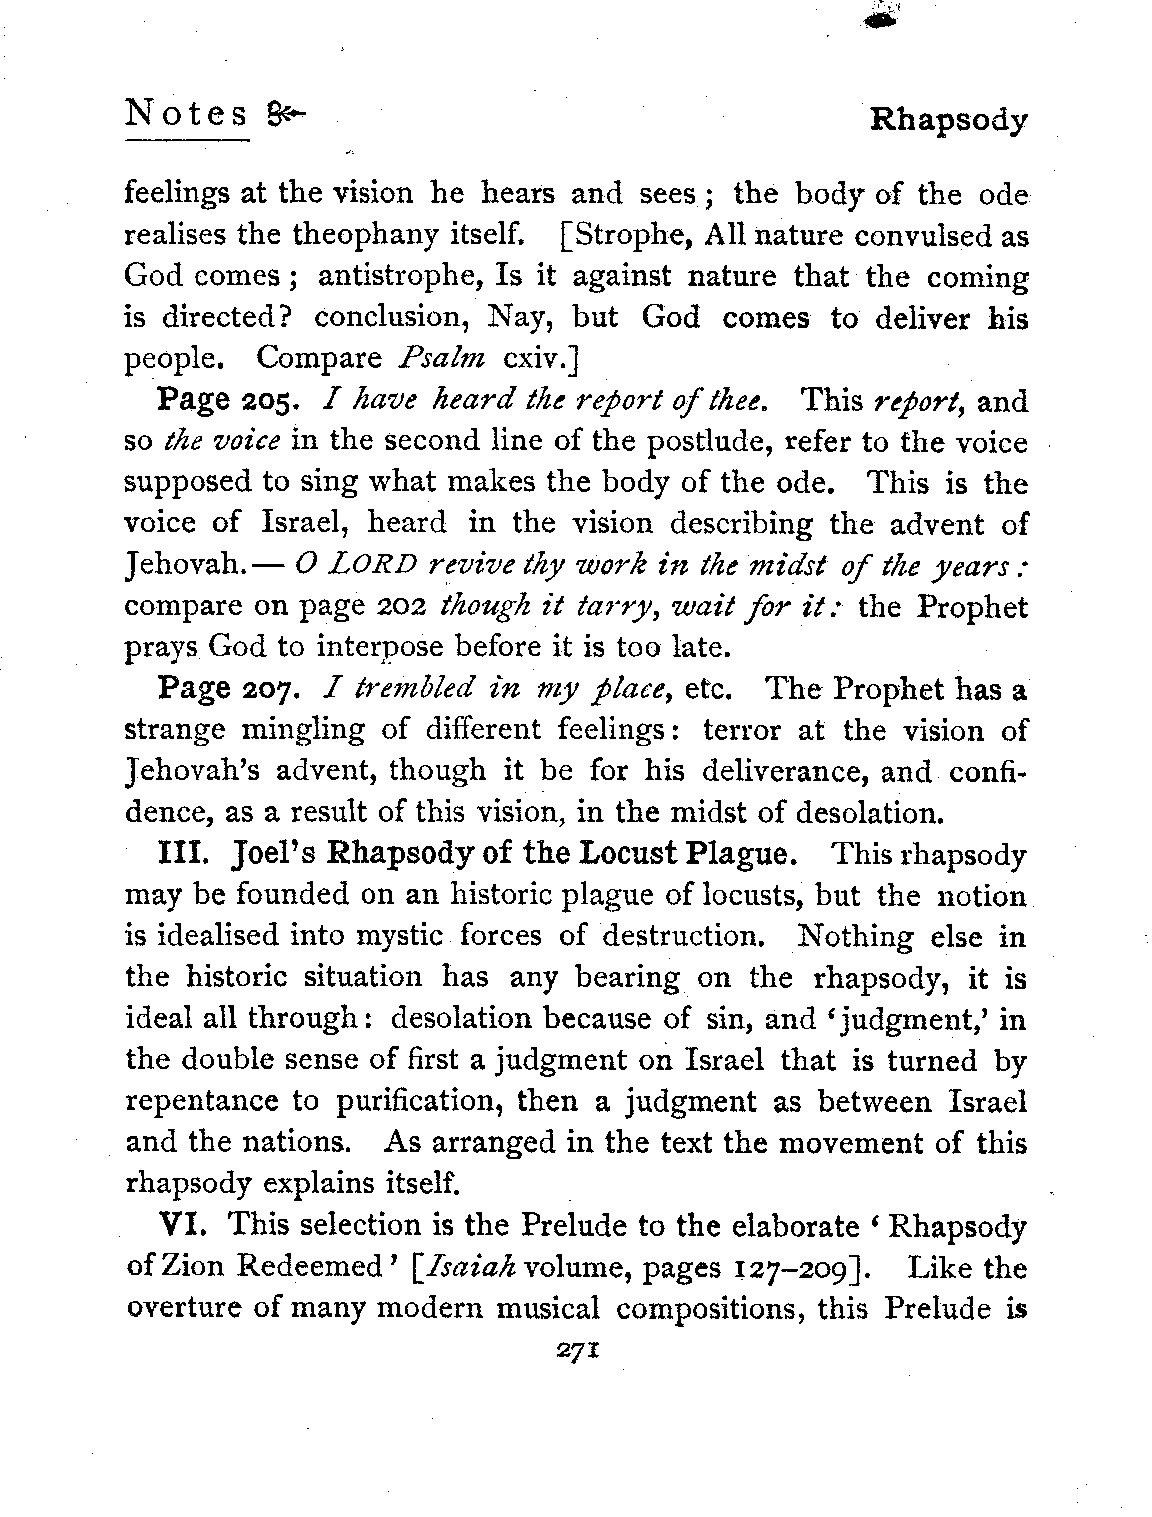 Notes Rhapsody
feelings at the vision he hears and sees ; the body of the ode
realises the theophany itself. [Strophe, All nature convulsed as
God comes ; antistrophe, Is it against nature that the coming
is directed? conclusion, Nay, but God comes to deliver his
people. Compare Psalm cxiv.]
Page 205. I have heard the report of thee. This report, and
so the voice in the second line of the postlude, refer to the voice
supposed to sing what makes the body of the ode. This is the
voice of Israel, heard in the vision describing the advent of
Jehovah.— O LORD revive thy work in the midst of the years :
compare on page 202 though it tarry, wait for it : the Prophet
prays God to interpose before it is too late.
Page 207. I trembled in my place, etc. The Prophet has a
strange mingling of different feelings : terror at the vision of
Jehovah's advent, though it be for his deliverance, and confi-
dence, as a result of this vision, in the midst of desolation.
III. Joel's Rhapsody of the Locust Plague. This rhapsody
may be founded on an historic plague of locusts, but the notion
is idealised into mystic forces of destruction. Nothing else in
the historic situation has any bearing on the rhapsody, it is
ideal all through : desolation because of sin, and ‘judgment,’ in
the double sense of first a judgment on Israel that is turned by
repentance to purification, then a judgment as between Israel
and the nations. As arranged in the text the movement of this
rhapsody explains itself.
VI. This selection is the Prelude to the elaborate ‘ Rhapsody
of Zion Redeemed ’ [Isaiah volume, pages 127–209]. Like the
overture of many modern musical compositions, this Prelude is
271